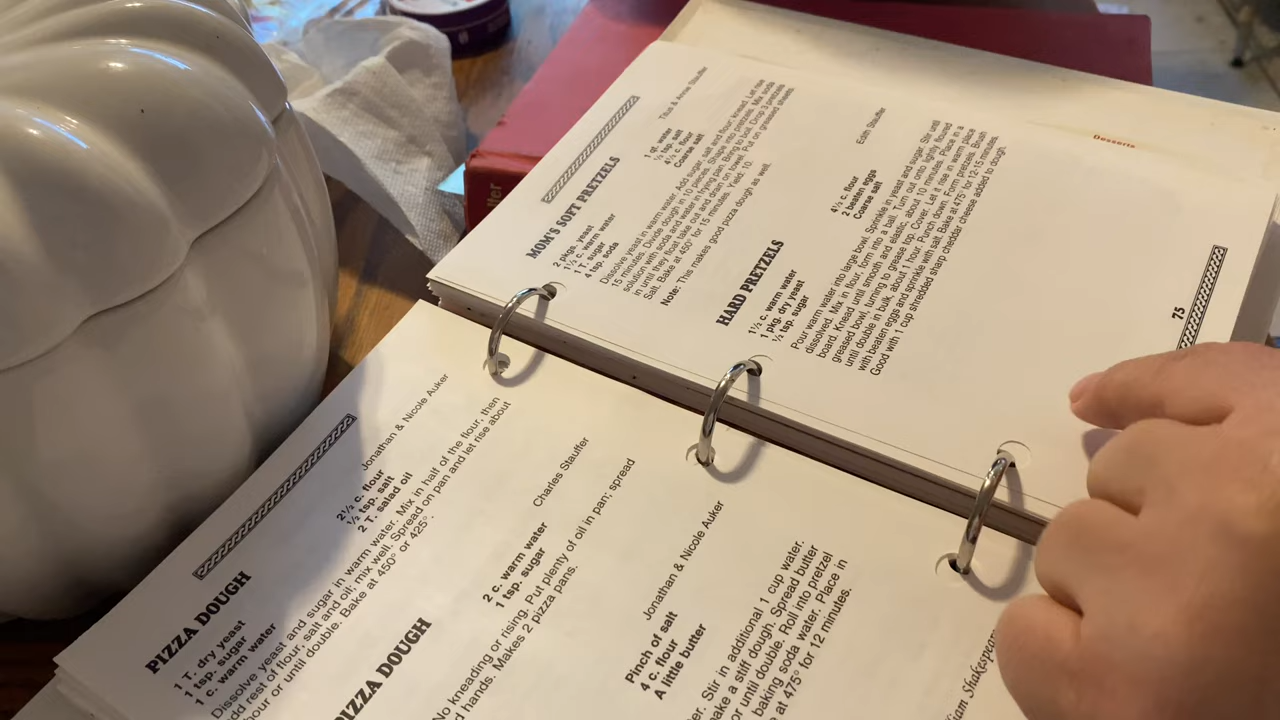 PIZZA DOUGH
Jonathan & Nicole Auker
1 T. dry yeast
1 tsp. sugar
1 c. warm water
2½ c. flour
½ tsp. salt
2 T. salad oil
Dissolve yeast and sugar in warm water. Mix in half of the flour, then
add rest of flour, salt and oil; mix well. Spread on pan and let rise about
hour or until double. Bake at 450° or 425°.
PIZZA DOUGH
Charles Stauffer
2 c. warm water
1 tsp. sugar
No kneading or rising. Put plenty of oil in pan; spread
hands. Makes 2 pizza pans.
Jonathan & Nicole Auker
Pinch of salt
4 c. flour
A little butter
Stir in additional 1 cup water.
a stiff dough. Spread butter
or until double. Roll into pretzel
baking soda water. Place in
at 475° for 12 minutes.
Shakespeare
MOM'S SOFT PRETZELS
Titus & Annie Stauffer
2 pkgs. yeast
1½ c. warm water
1 T. sugar
4 tsp. soda
1 qt. water
½ tsp. salt
4½ c. flour
Coarse salt
Dissolve yeast in warm water. Add sugar, salt and flour; knead. Let rise
15 minutes. Divide dough in 10 pieces. Shape into pretzels. Mix soda
solution with soda and water in frying pan. Bring to boil. Drop 3 pretzels
in until they float take out and drain on towel. Put on greased sheets.
Salt. Bake at 450° for 15 minutes. Yield: 10.
Note: This makes good pizza dough as well.
HARD PRETZELS
Edith Stauffer
1½ c. warm water
1 pkg. dry yeast
½ tsp. sugar
4½ c. flour
2 beaten eggs
Coarse salt
Pour warm water into large bowl. Sprinkle in yeast and sugar. Stir until
dissolved. Mix in flour, form into a ball. Turn out onto lightly floured
board. Knead until smooth and elastic, about 10 minutes. Place in a
greased bowl, turning to grease top. Cover. Let rise in warm place
until double in bulk, about 1 hour. Punch down. Form pretzels. Brush
with beaten eggs and sprinkle with salt. Bake at 475° for 12-15 minutes.
Good with 1 cup shredded sharp cheddar cheese added to dough.
75
Desserts